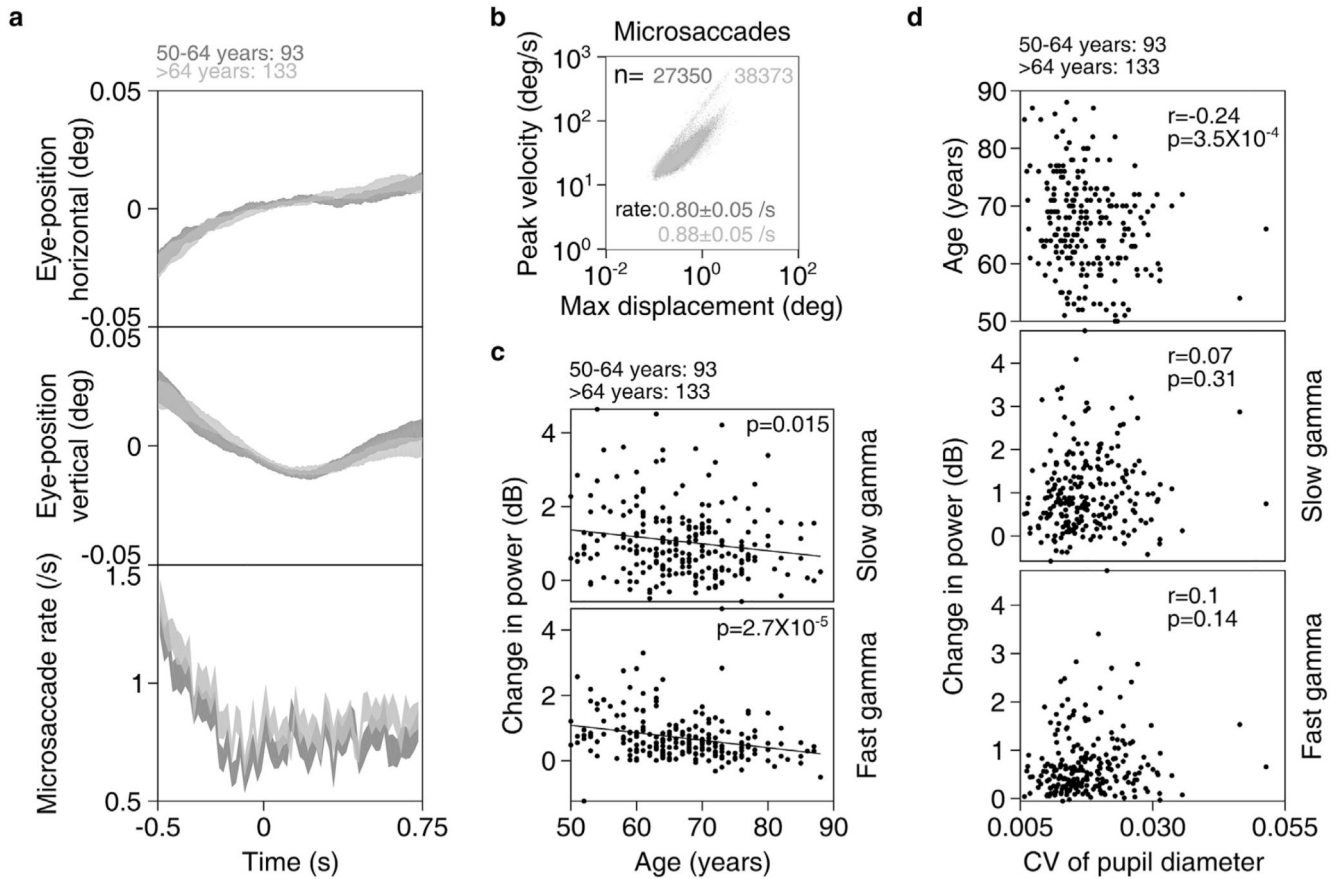 a
50-64 years: 93
>64 years: 133
0.05
0
-0.05
Eye-position
horizontal (deg)
0.05
0
-0.05
Eye-position
vertical (deg)
1.5
1
0.5
Microsaccade rate (/s)
-0.5
0
0.75
Time (s)
b
Microsaccades
n= 27350 38373
rate:0.80±0.05 /s
0.88±0.05 /s
10³
10²
10¹
10⁰
Peak velocity (deg/s)
10⁻²
10⁰
10²
Max displacement (deg)
c
50-64 years: 93
>64 years: 133
p=0.015
4
2
0
Slow gamma
p=2.7X10⁻⁵
4
2
0
Fast gamma
Change in power (dB)
50
60
70
80
90
Age (years)
d
50-64 years: 93
>64 years: 133
90
80
70
60
50
Age (years)
r=-0.24
p=3.5X10⁻⁴
4
3
2
1
0
r=0.07
p=0.31
Slow gamma
4
3
2
1
0
r=0.1
p=0.14
Fast gamma
Change in power (dB)
0.005
0.030
0.055
CV of pupil diameter